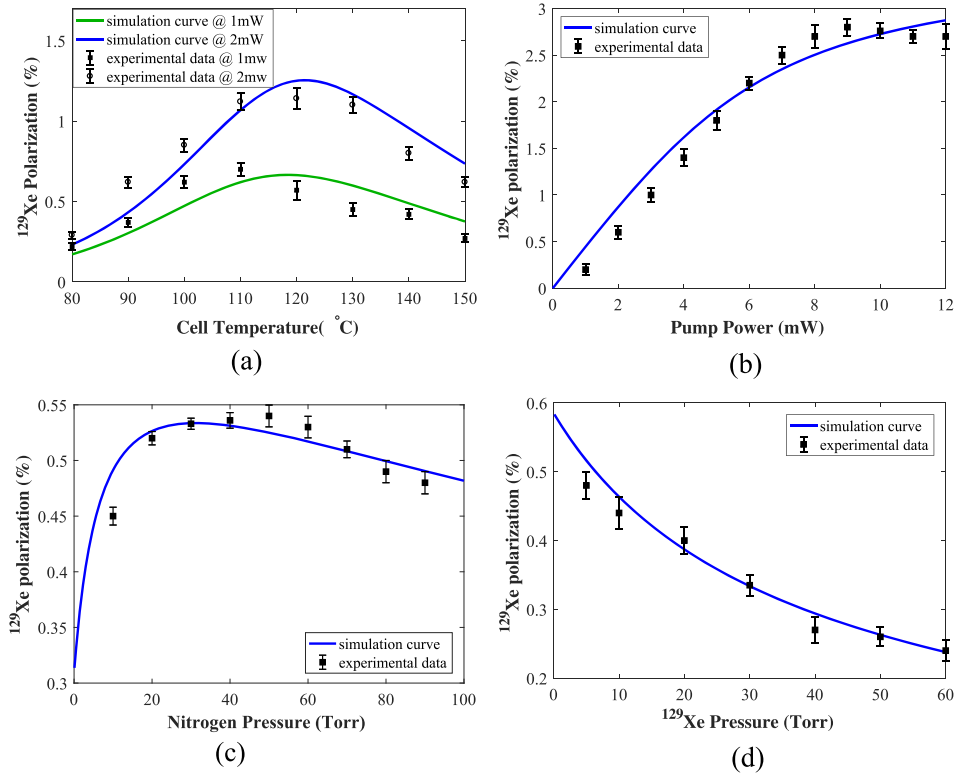 simulation curve @ 1mW
simulation curve @ 2mW
experimental data @ 1mw
experimental data @ 2mw
129Xe Polarization (%)
1.5
1
0.5
0
80 90 100 110 120 130 140 150
Cell Temperature( °C)
(a)
simulation curve
experimental data
129Xe polarization (%)
3
2.5
2
1.5
1
0.5
0
0 2 4 6 8 10 12
Pump Power (mW)
(b)
129Xe polarization (%)
0.55
0.5
0.45
0.4
0.35
0.3
simulation curve
experimental data
0 20 40 60 80 100
Nitrogen Pressure (Torr)
(c)
simulation curve
experimental data
129Xe polarization (%)
0.6
0.5
0.4
0.3
0.2
0 10 20 30 40 50 60
129Xe Pressure (Torr)
(d)